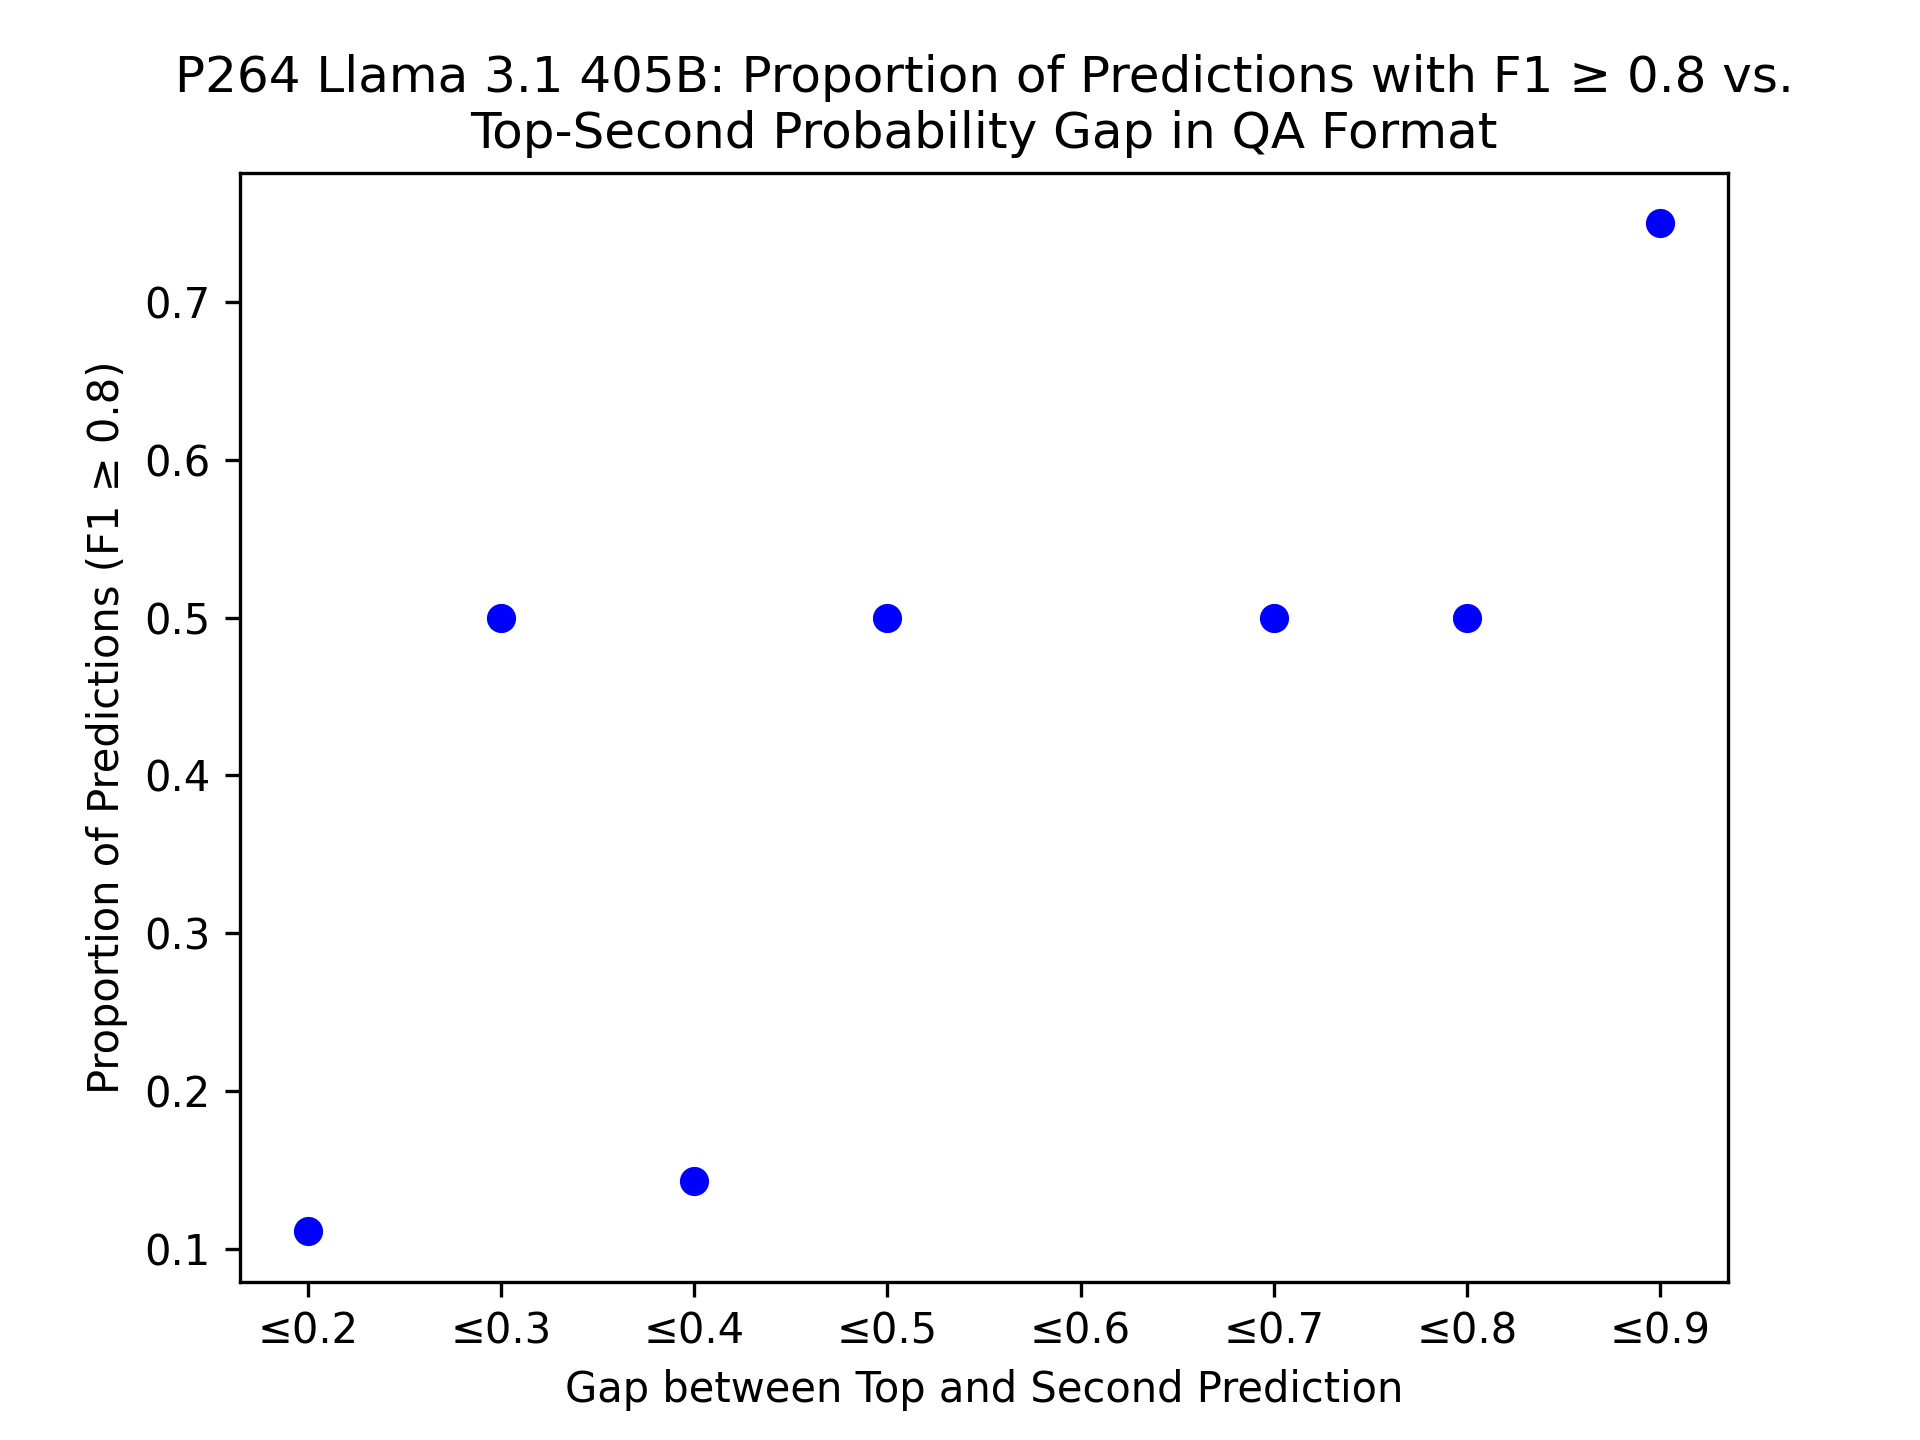 P264 Llama 3.1 405B: Proportion of Predictions with F1 ≥ 0.8 vs.
Top-Second Probability Gap in QA Format
Proportion of Predictions (F1 ≥ 0.8)
0.7
0.6
0.5
0.4
0.3
0.2
0.1
≤0.2 ≤0.3 ≤0.4 ≤0.5 ≤0.6 ≤0.7 ≤0.8 ≤0.9
Gap between Top and Second Prediction